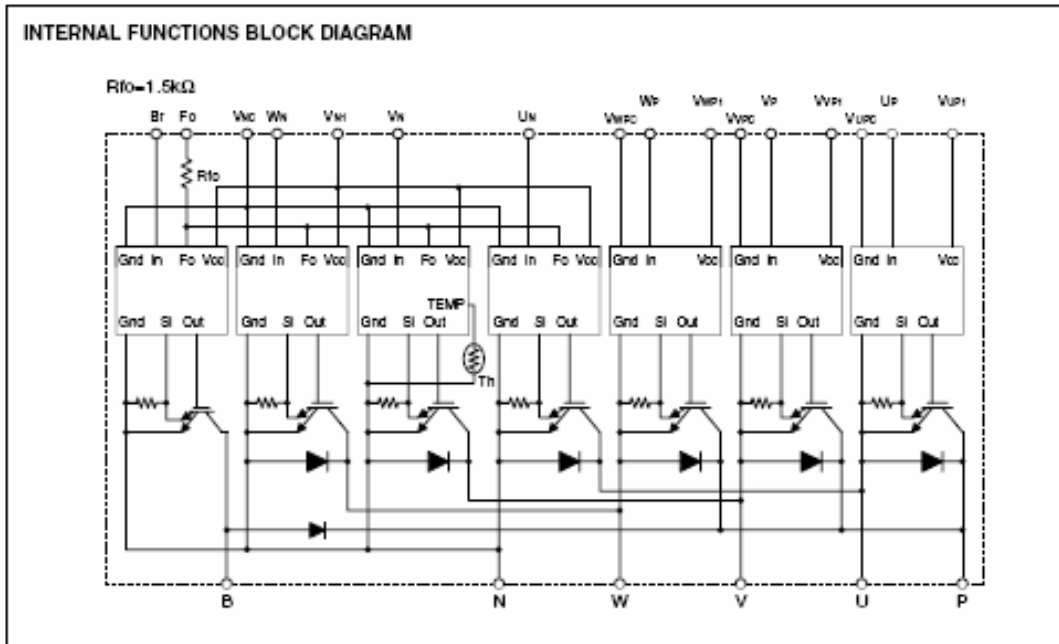 INTERNAL FUNCTIONS BLOCK DIAGRAM
Rfo=1.5kΩ
Br Fo VNC WN VN1 VN UN VWPC WP VWP1 VVPC VP VVP1 VUPC UP VUP1
Rfo
Gnd In Fo Vcc Gnd In Fo Vcc Gnd In Fo Vcc Gnd In Fo Vcc Gnd In Vcc Gnd In Vcc Gnd In Vcc
TEMP
Gnd Si Out Gnd Si Out Gnd Si Out Gnd Si Out Gnd Si Out Gnd Si Out Gnd Si Out
Th
B N W V U P